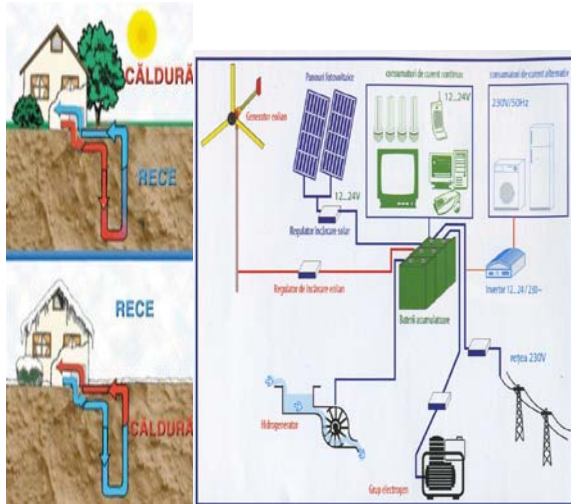 CĂLDURĂ
RECE
RECE
CĂLDURĂ
Generator eolian
Panouri fotovoltaice
12...24V
Regulator încărcare solar
consumatori de curent continuu
12...24V
consumatori de curent alternativ
230V/50Hz
Regulator de încărcare eolian
Baterii acumulatoare
Invertor 12...24/230~
rețea 230V
Hidrogenerator
Grup electrogen